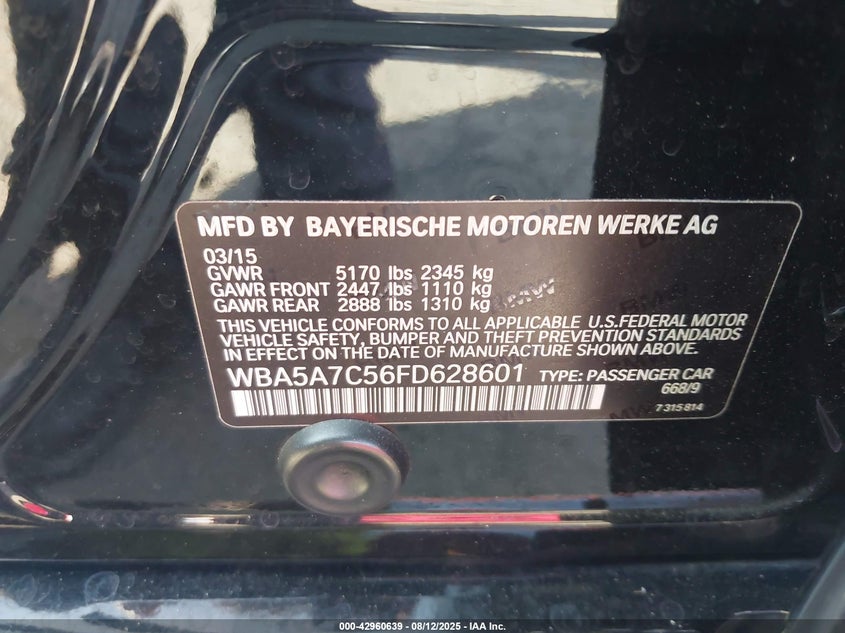 MFD BY BAYERISCHE MOTOREN WERKE AG
03/15
GVWR 5170 lbs 2345 kg
GAWR FRONT 2447 lbs 1110 kg
GAWR REAR 2888 lbs 1310 kg
THIS VEHICLE CONFORMS TO ALL APPLICABLE U.S.FEDERAL MOTOR
VEHICLE SAFETY, BUMPER AND THEFT PREVENTION STANDARDS
IN EFFECT ON THE DATE OF MANUFACTURE SHOWN ABOVE.
WBA5A7C56FD628601 TYPE: PASSENGER CAR
668/9
7 315 814
000-42960639 - 08/12/2025 - IAA Inc.